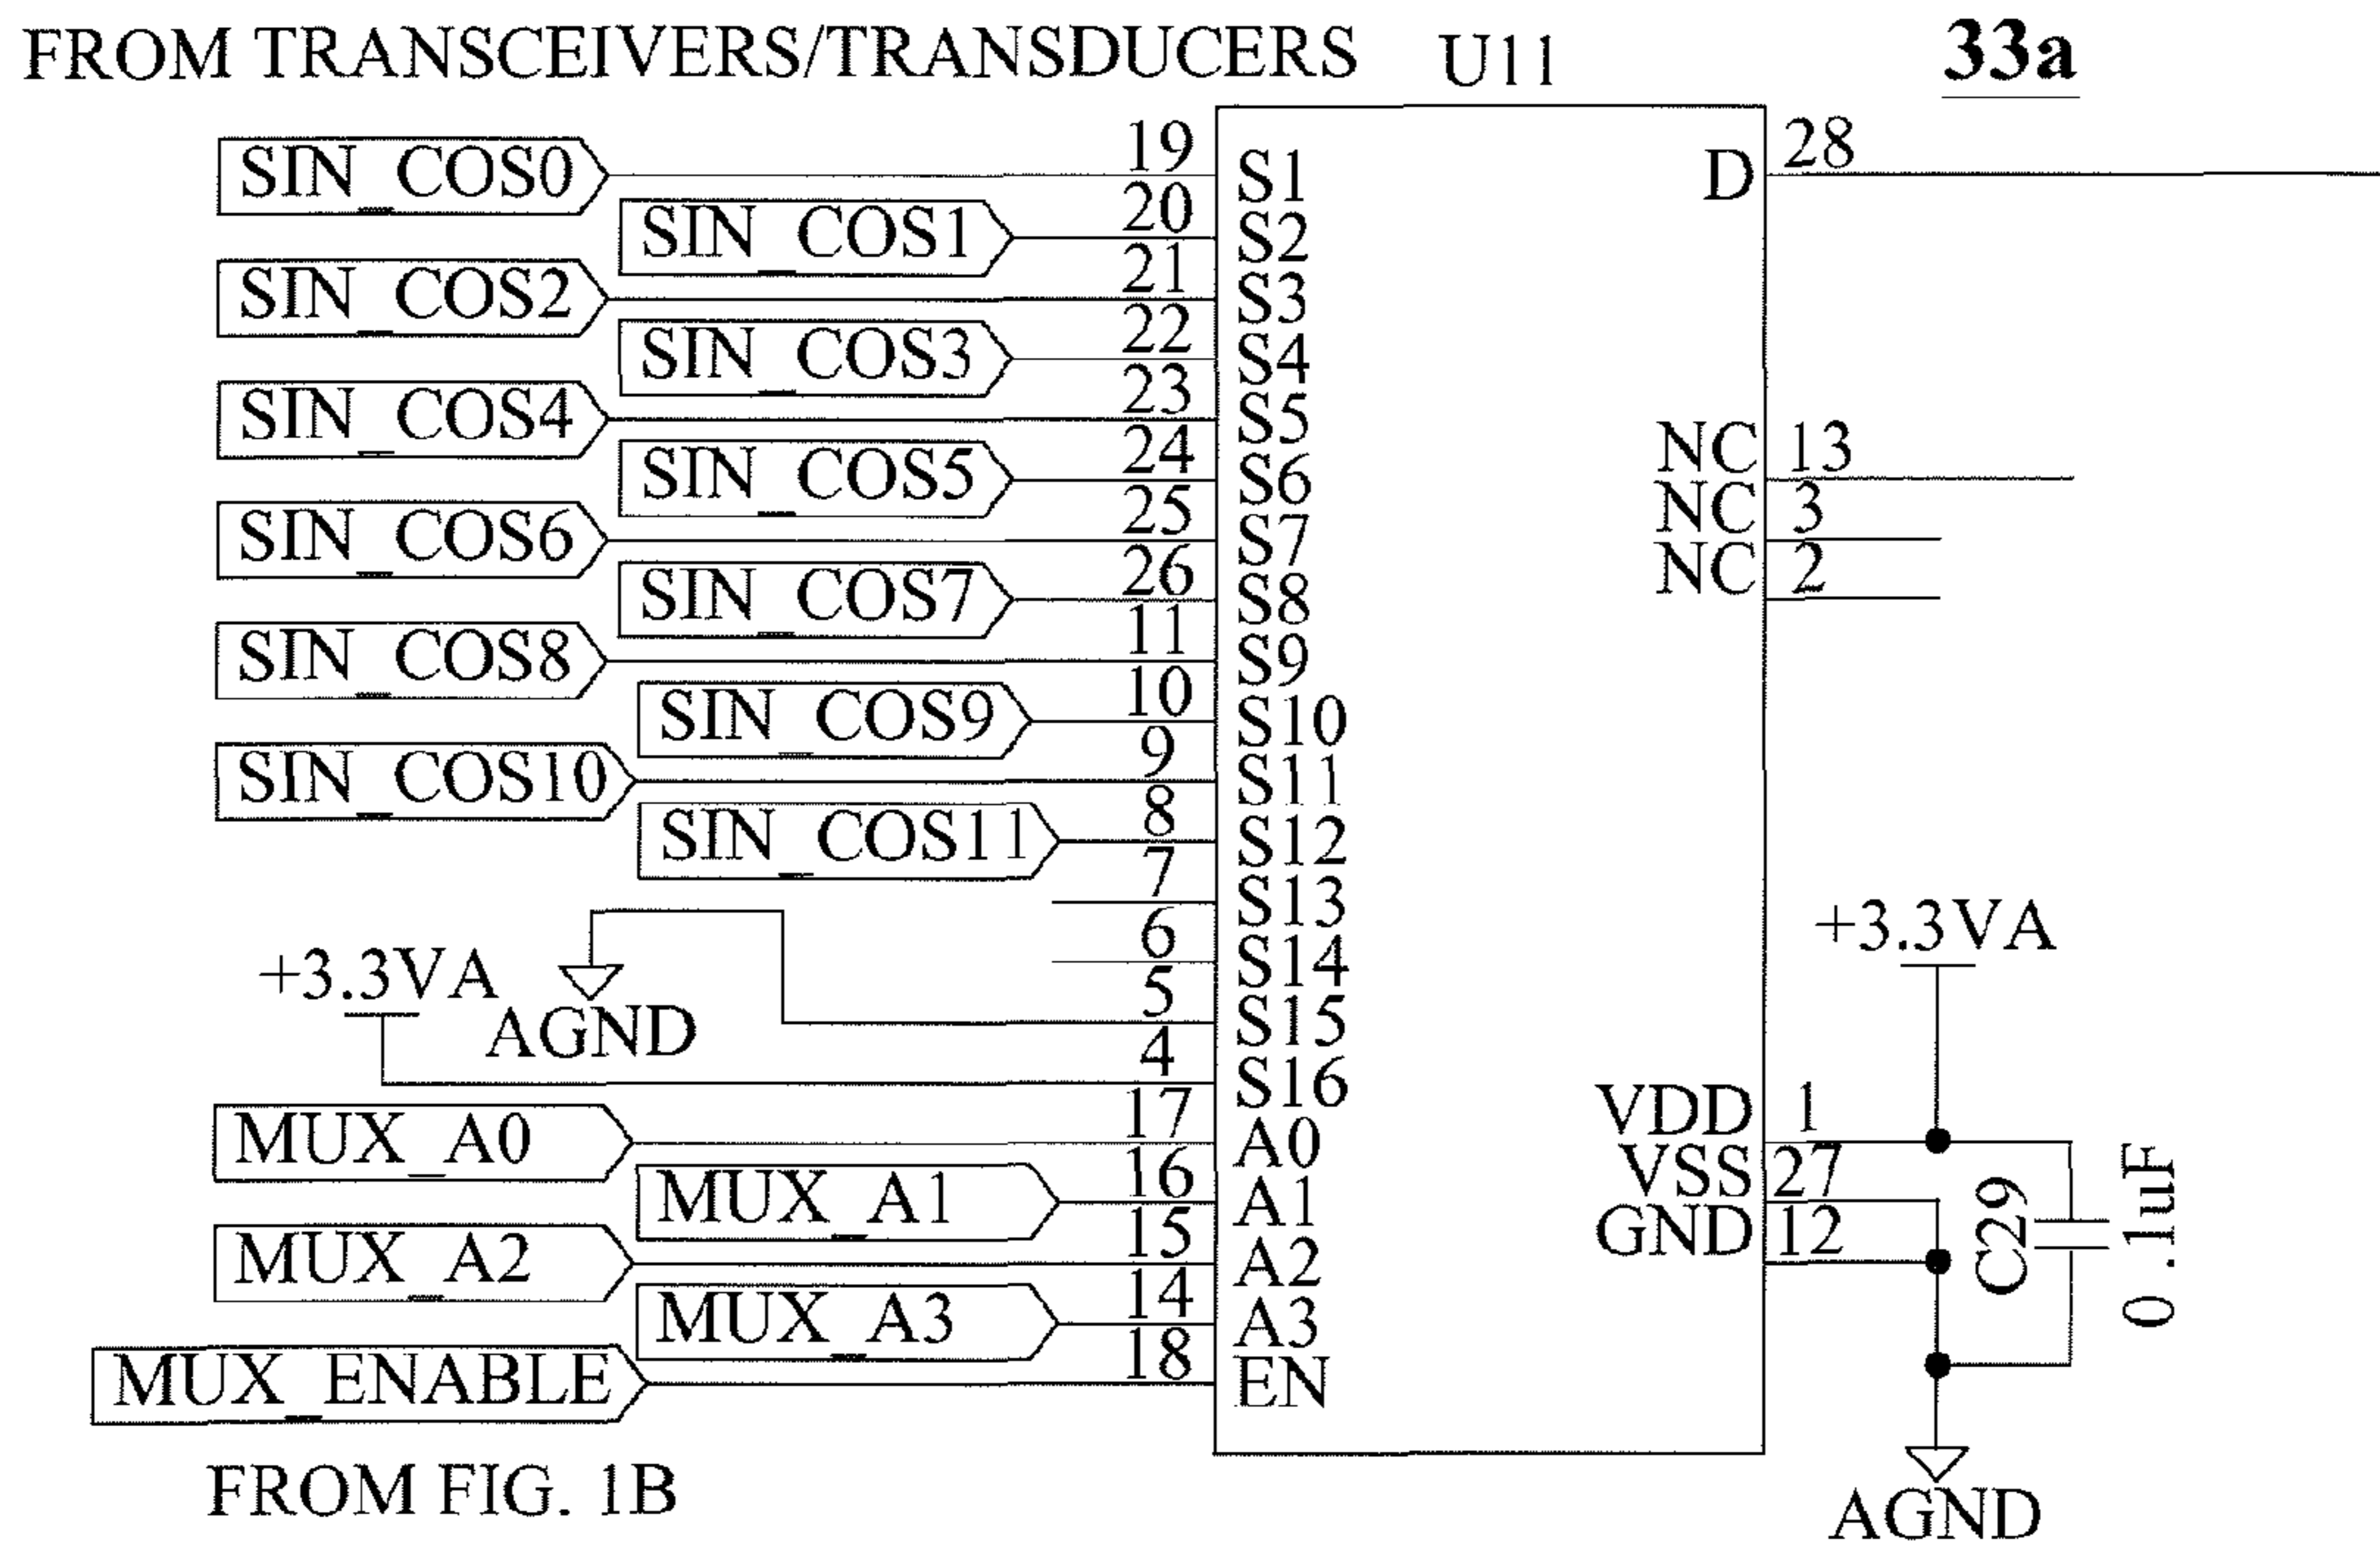 FROM TRANSCEIVERS/TRANSDUCERS U11 33a
SIN_COS0 19 S1 D 28
SIN_COS1 20 S2
SIN_COS2 21 S3
SIN_COS3 22 S4
SIN_COS4 23 S5
SIN_COS5 24 S6 NC 13
SIN_COS6 25 S7 NC 3
SIN_COS7 26 S8 NC 2
SIN_COS8 11 S9
SIN_COS9 10 S10
SIN_COS10 9 S11
SIN_COS11 8 S12
7 S13 +3.3VA
+3.3VA 6 S14
AGND 5 S15
4 S16
MUX_A0 17 A0 VDD 1
MUX_A1 16 A1 VSS 27
MUX_A2 15 A2 GND 12 C29 0 .1uF
MUX_A3 14 A3
MUX_ENABLE 18 EN
FROM FIG. 1B AGND